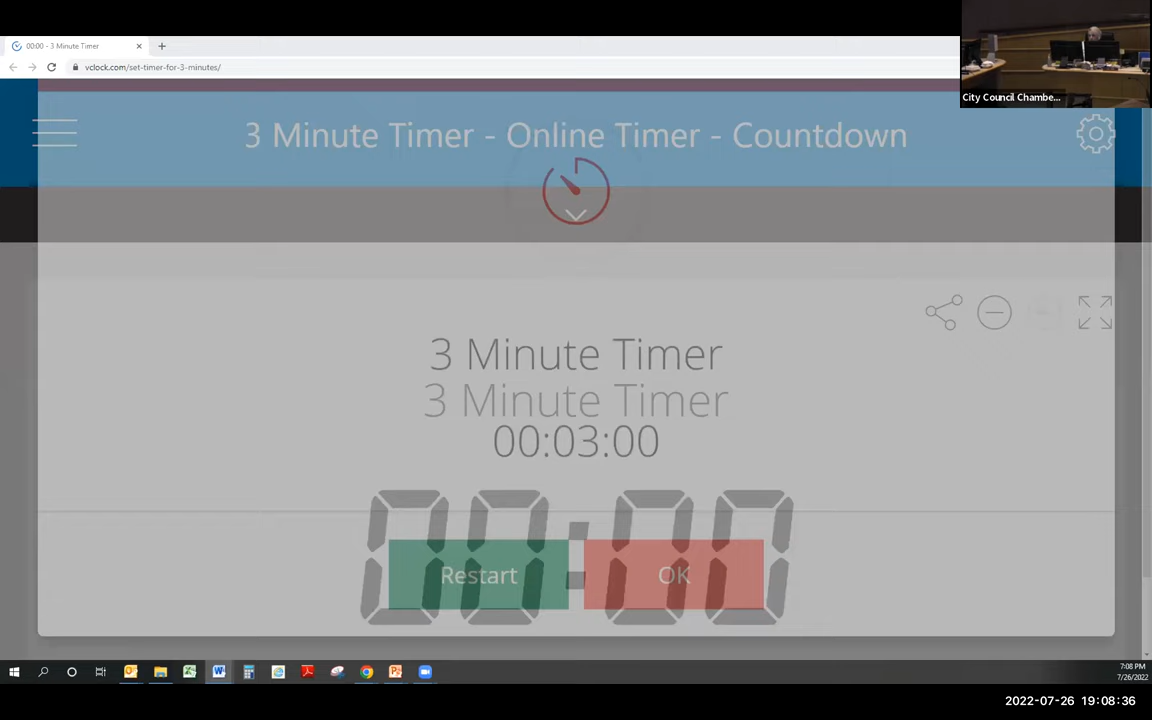 00:00 - 3 Minute Timer
vclock.com/set-timer-for-3-minutes/
City Council Chambe...
3 Minute Timer - Online Timer - Countdown
3 Minute Timer
3 Minute Timer
00:03:00
00:00
Restart
OK
7:08 PM
7/26/2022
2022-07-26 19:08:36